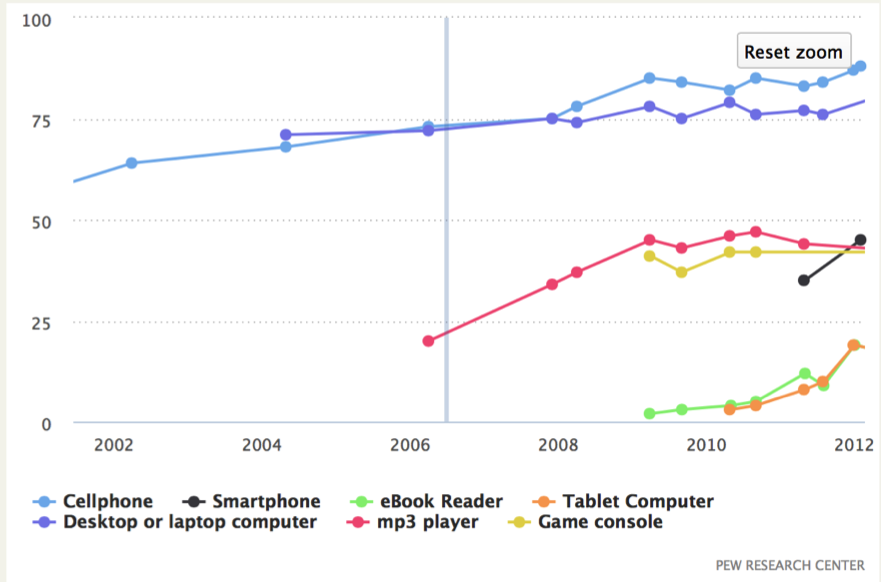 100
Reset zoom
75
50
25
0
2002 2004 2006 2008 2010 2012
Cellphone Smartphone eBook Reader Tablet Computer
Desktop or laptop computer mp3 player Game console
PEW RESEARCH CENTER